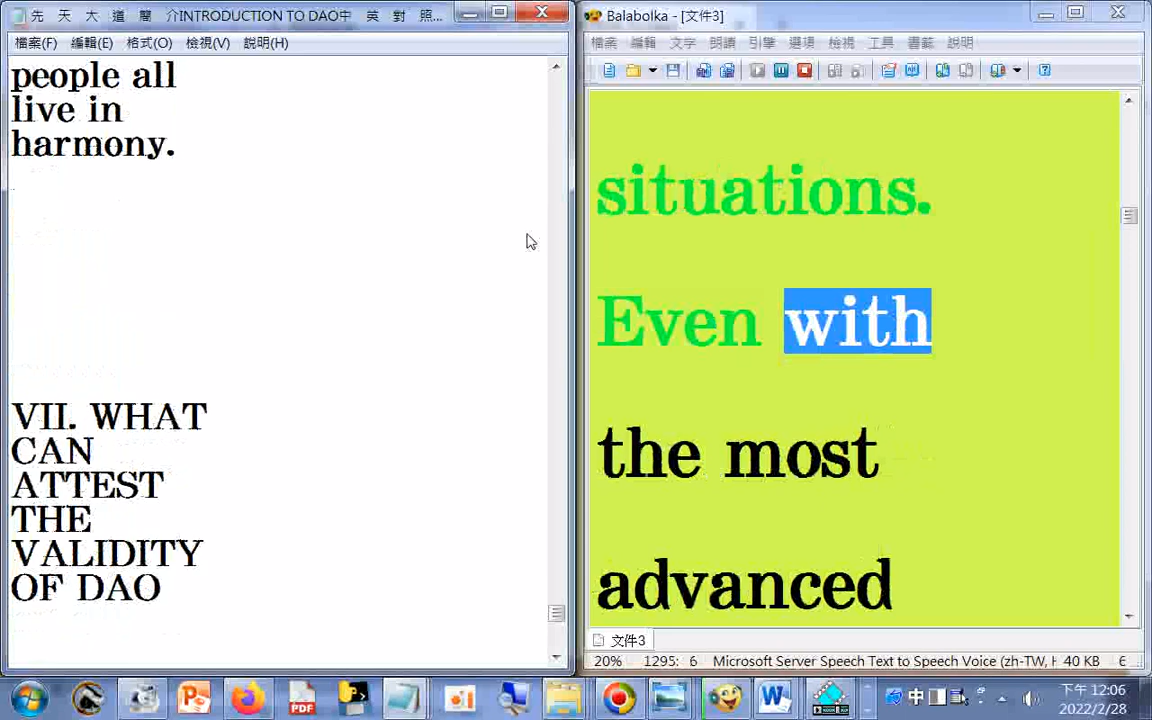 先 天 大 道 簡 介INTRODUCTION TO DAO中 英 對 照...
檔案(F) 編輯(E) 格式(O) 檢視(V) 說明(H)
people all
live in
harmony.
VII. WHAT
CAN
ATTEST
THE
VALIDITY
OF DAO
Balabolka - [文件3]
檔案 編輯 文字 朗讀 引擎 選項 檢視 工具 書籤 說明
situations.
Even with
the most
advanced
文件3
20% 1295: 6 Microsoft Server Speech Text to Speech Voice (zh-TW, H 40 KB 6
中 下午 12:06
2022/2/28